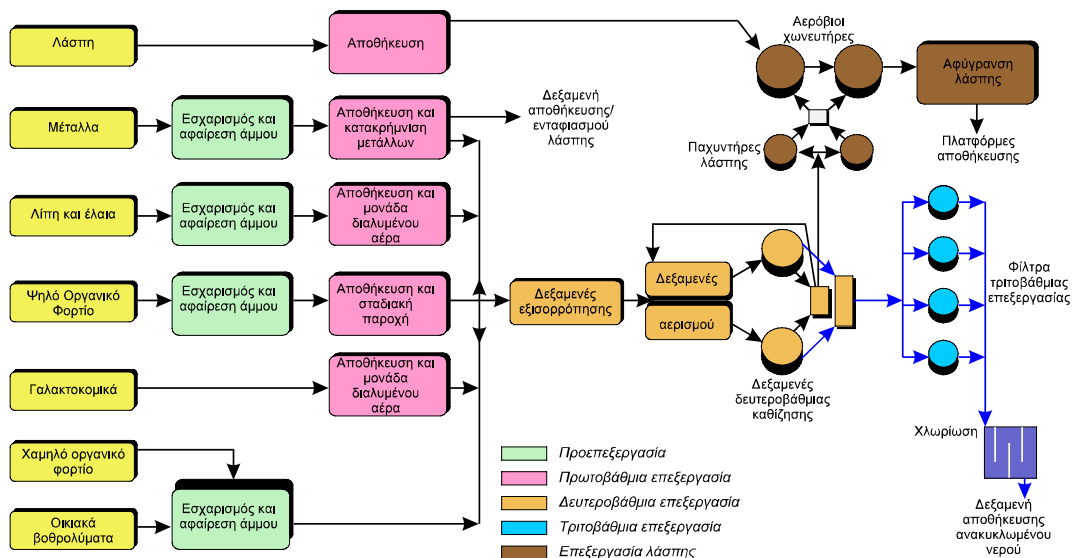 Λάσπη
Αποθήκευση
Αερόβιοι
χωνευτήρες
Αφύγρανση
λάσπης
Μέταλλα
Εσχαρισμός και
αφαίρεση άμμου
Αποθήκευση και
κατακρήμνιση
μετάλλων
Δεξαμενή
αποθήκευσης/
ενταφιασμού
λάσπης
Παχυντήρες
λάσπης
Πλατφόρμες
αποθήκευσης
Λίπη και έλαια
Εσχαρισμός και
αφαίρεση άμμου
Αποθήκευση και
μονάδα
διαλυμένου
αέρα
Ψηλό Οργανικό
Φορτίο
Εσχαρισμός και
αφαίρεση άμμου
Αποθήκευση και
σταδιακή
παροχή
Δεξαμενές
εξισορρόπησης
Δεξαμενές
αερισμού
Φίλτρα
τριτοβάθμιας
επεξεργασίας
Γαλακτοκομικά
Αποθήκευση και
μονάδα
διαλυμένου
αέρα
Δεξαμενές
δευτεροβάθμιας
καθίζησης
Χαμηλό οργανικό
φορτίο
Εσχαρισμός και
αφαίρεση άμμου
Οικιακά
βοθρολύματα
Χλωρίωση
Δεξαμενή
αποθήκευσης
ανακυκλωμένου
νερού
Προεπεξεργασία
Πρωτοβάθμια επεξεργασία
Δευτεροβάθμια επεξεργασία
Τριτοβάθμια επεξεργασία
Επεξεργασία λάσπης